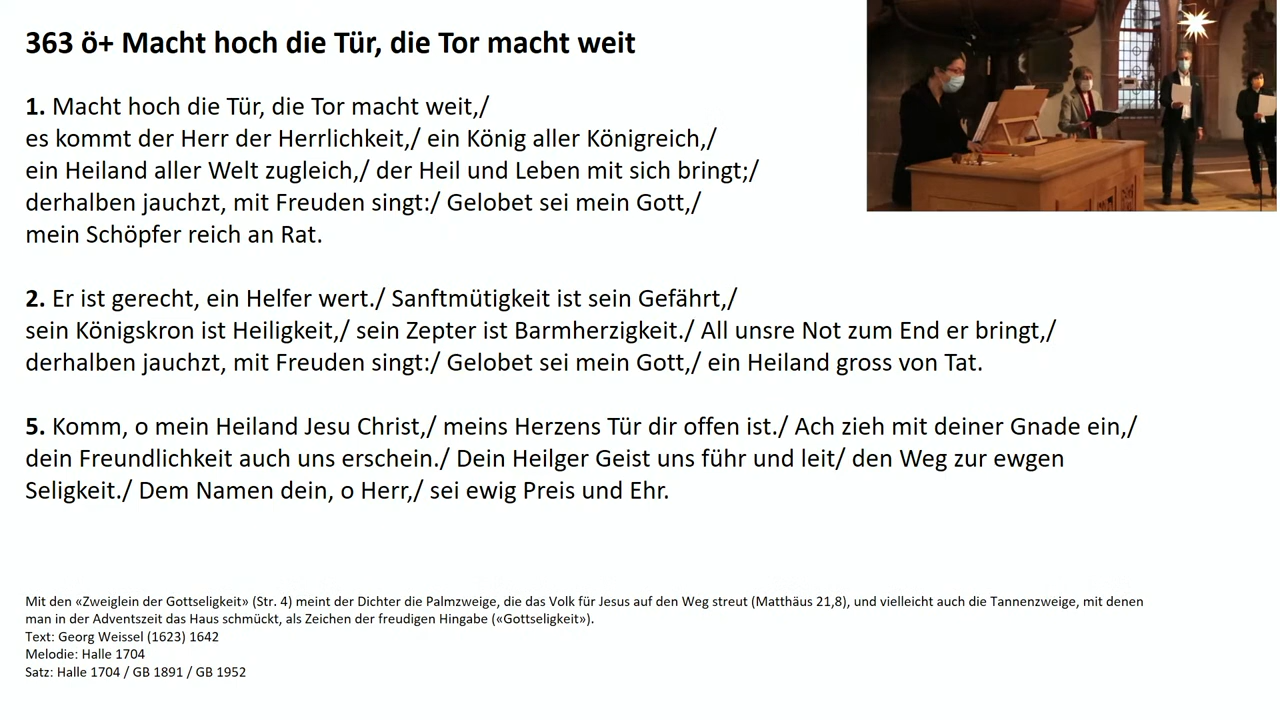 363 ö+ Macht hoch die Tür, die Tor macht weit
1. Macht hoch die Tür, die Tor macht weit,/
es kommt der Herr der Herrlichkeit,/ ein König aller Königreich,/
ein Heiland aller Welt zugleich,/ der Heil und Leben mit sich bringt;/
derhalben jauchzt, mit Freuden singt:/ Gelobet sei mein Gott,/
mein Schöpfer reich an Rat.
2. Er ist gerecht, ein Helfer wert./ Sanftmütigkeit ist sein Gefährt,/
sein Königskron ist Heiligkeit,/ sein Zepter ist Barmherzigkeit./ All unsre Not zum End er bringt,/
derhalben jauchzt, mit Freuden singt:/ Gelobet sei mein Gott,/ ein Heiland gross von Tat.
5. Komm, o mein Heiland Jesu Christ,/ meins Herzens Tür dir offen ist./ Ach zieh mit deiner Gnade ein,/
dein Freundlichkeit auch uns erschein./ Dein Heilger Geist uns führ und leit/ den Weg zur ewgen
Seligkeit./ Dem Namen dein, o Herr,/ sei ewig Preis und Ehr.
Mit den «Zweiglein der Gottseligkeit» (Str. 4) meint der Dichter die Palmzweige, die das Volk für Jesus auf den Weg streut (Matthäus 21,8), und vielleicht auch die Tannenzweige, mit denen
man in der Adventszeit das Haus schmückt, als Zeichen der freudigen Hingabe («Gottseligkeit»).
Text: Georg Weissel (1623) 1642
Melodie: Halle 1704
Satz: Halle 1704 / GB 1891 / GB 1952